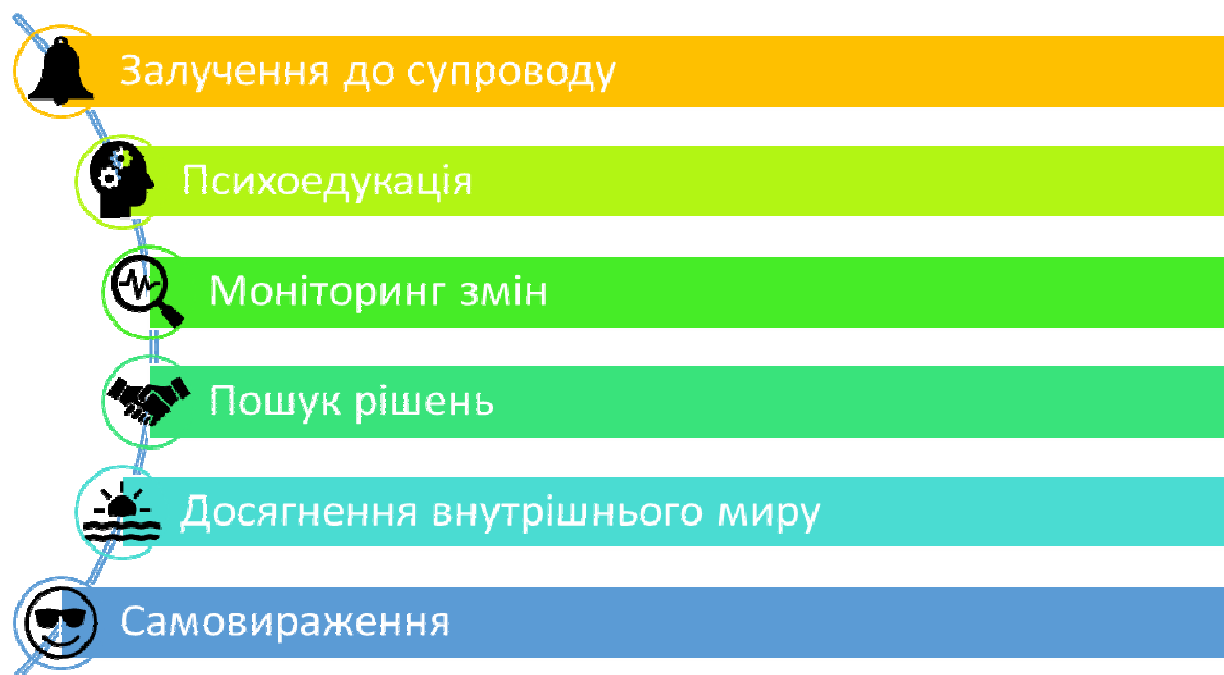 Залучення до супроводу
Психоедукація
Моніторинг змін
Пошук рішень
Досягнення внутрішнього миру
Самовираження